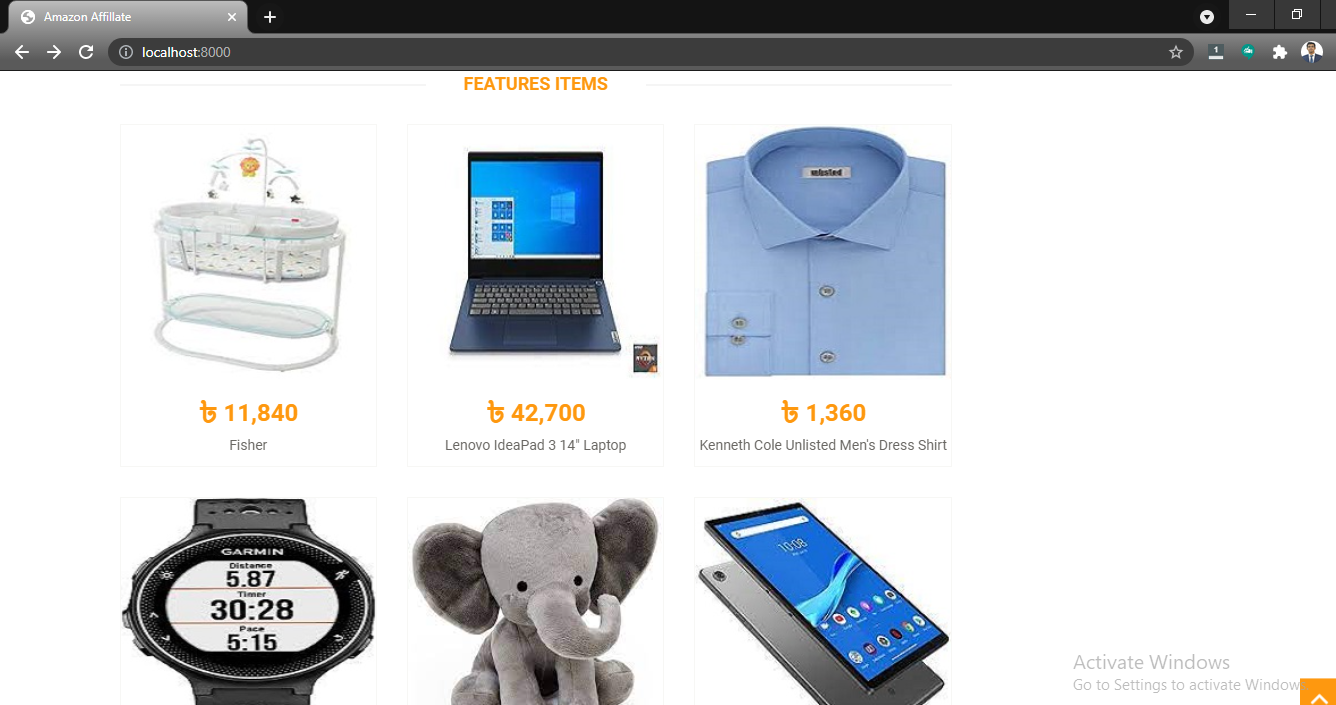 Amazon Affillate
localhost:8000
FEATURES ITEMS
৳ 11,840
Fisher
৳ 42,700
Lenovo IdeaPad 3 14" Laptop
৳ 1,360
Kenneth Cole Unlisted Men's Dress Shirt
GARMIN
Distance
5.87
Timer
30:28
Pace
5:15
10:08
Activate Windows
Go to Settings to activate Window